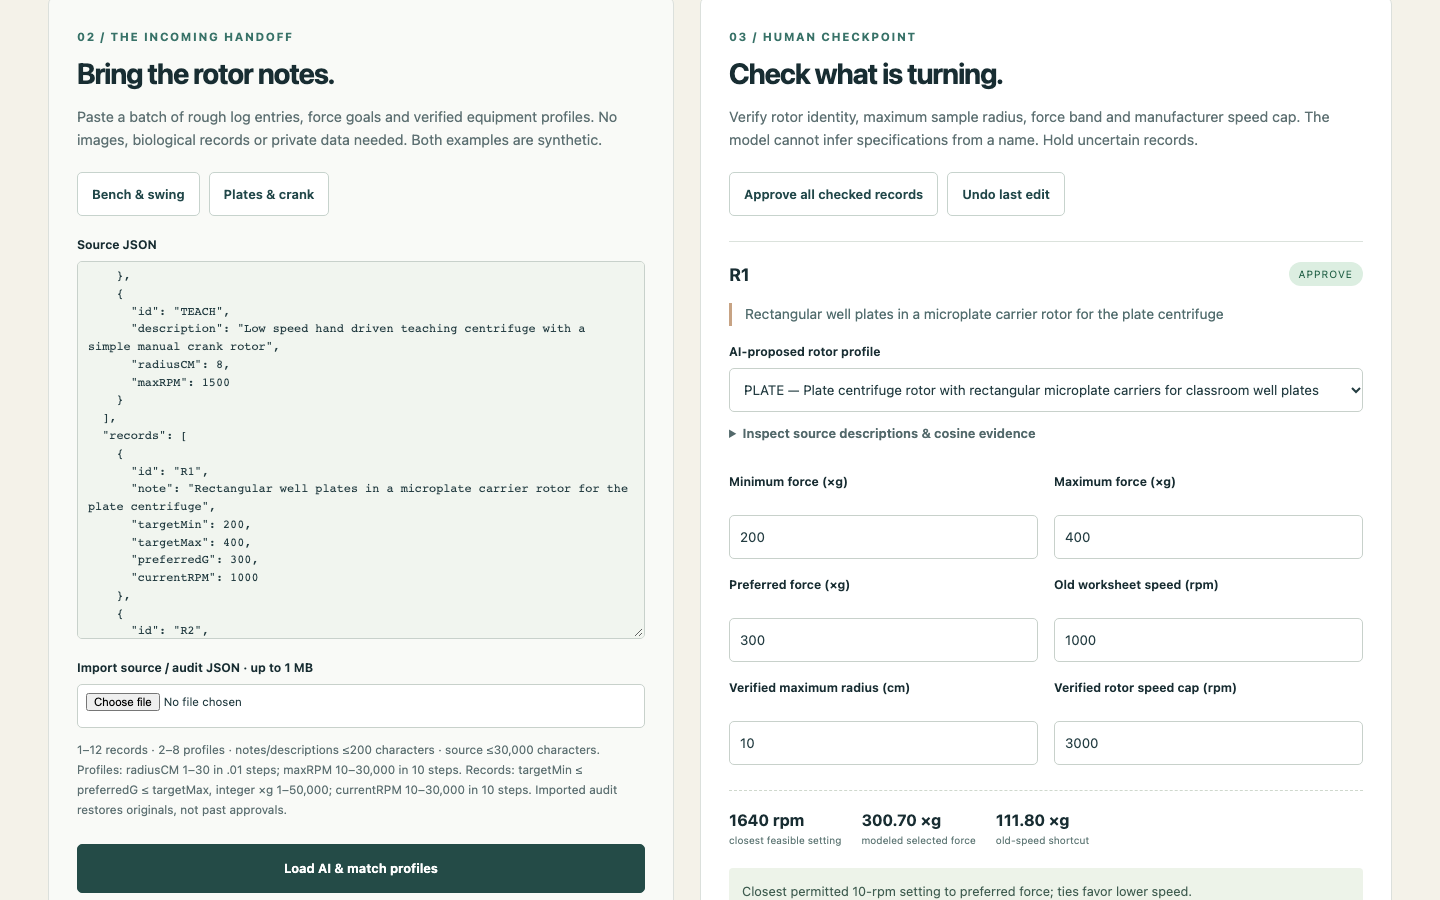 02 / THE INCOMING HANDOFF
Bring the rotor notes.
Paste a batch of rough log entries, force goals and verified equipment profiles. No
images, biological records or private data needed. Both examples are synthetic.
Bench & swing
Plates & crank
Source JSON
},
{
"id": "TEACH",
"description": "Low speed hand driven teaching centrifuge with a
simple manual crank rotor",
"radiusCM": 8,
"maxRPM": 1500
}
],
"records": [
{
"id": "R1",
"note": "Rectangular well plates in a microplate carrier rotor for the
plate centrifuge",
"targetMin": 200,
"targetMax": 400,
"preferredG": 300,
"currentRPM": 1000
},
{
"id": "R2",
Import source / audit JSON · up to 1 MB
Choose file No file chosen
1–12 records · 2–8 profiles · notes/descriptions ≤200 characters · source ≤30,000 characters.
Profiles: radiusCM 1–30 in .01 steps; maxRPM 10–30,000 in 10 steps. Records: targetMin ≤
preferredG ≤ targetMax, integer ×g 1–50,000; currentRPM 10–30,000 in 10 steps. Imported audit
restores originals, not past approvals.
Load AI & match profiles
03 / HUMAN CHECKPOINT
Check what is turning.
Verify rotor identity, maximum sample radius, force band and manufacturer speed cap. The
model cannot infer specifications from a name. Hold uncertain records.
Approve all checked records
Undo last edit
R1
APPROVE
Rectangular well plates in a microplate carrier rotor for the plate centrifuge
AI-proposed rotor profile
PLATE — Plate centrifuge rotor with rectangular microplate carriers for classroom well plates
Inspect source descriptions & cosine evidence
Minimum force (×g)
Maximum force (×g)
200
400
Preferred force (×g)
Old worksheet speed (rpm)
300
1000
Verified maximum radius (cm)
Verified rotor speed cap (rpm)
10
3000
1640 rpm
closest feasible setting
300.70 ×g
modeled selected force
111.80 ×g
old-speed shortcut
Closest permitted 10-rpm setting to preferred force; ties favor lower speed.